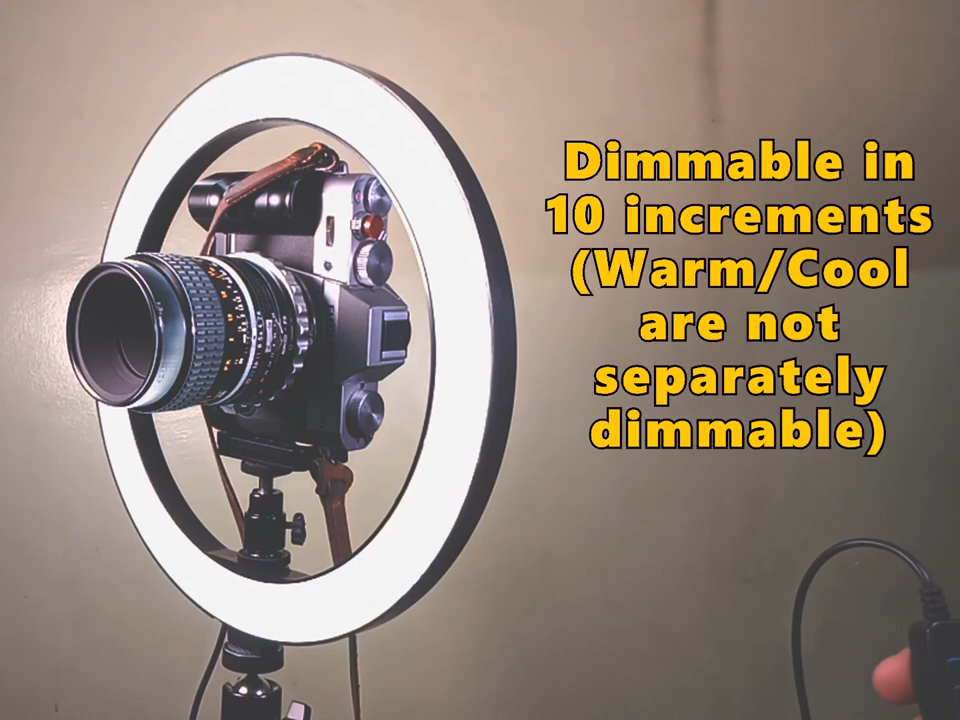 Dimmable in
10 increments
(Warm/Cool
are not
separately
dimmable)